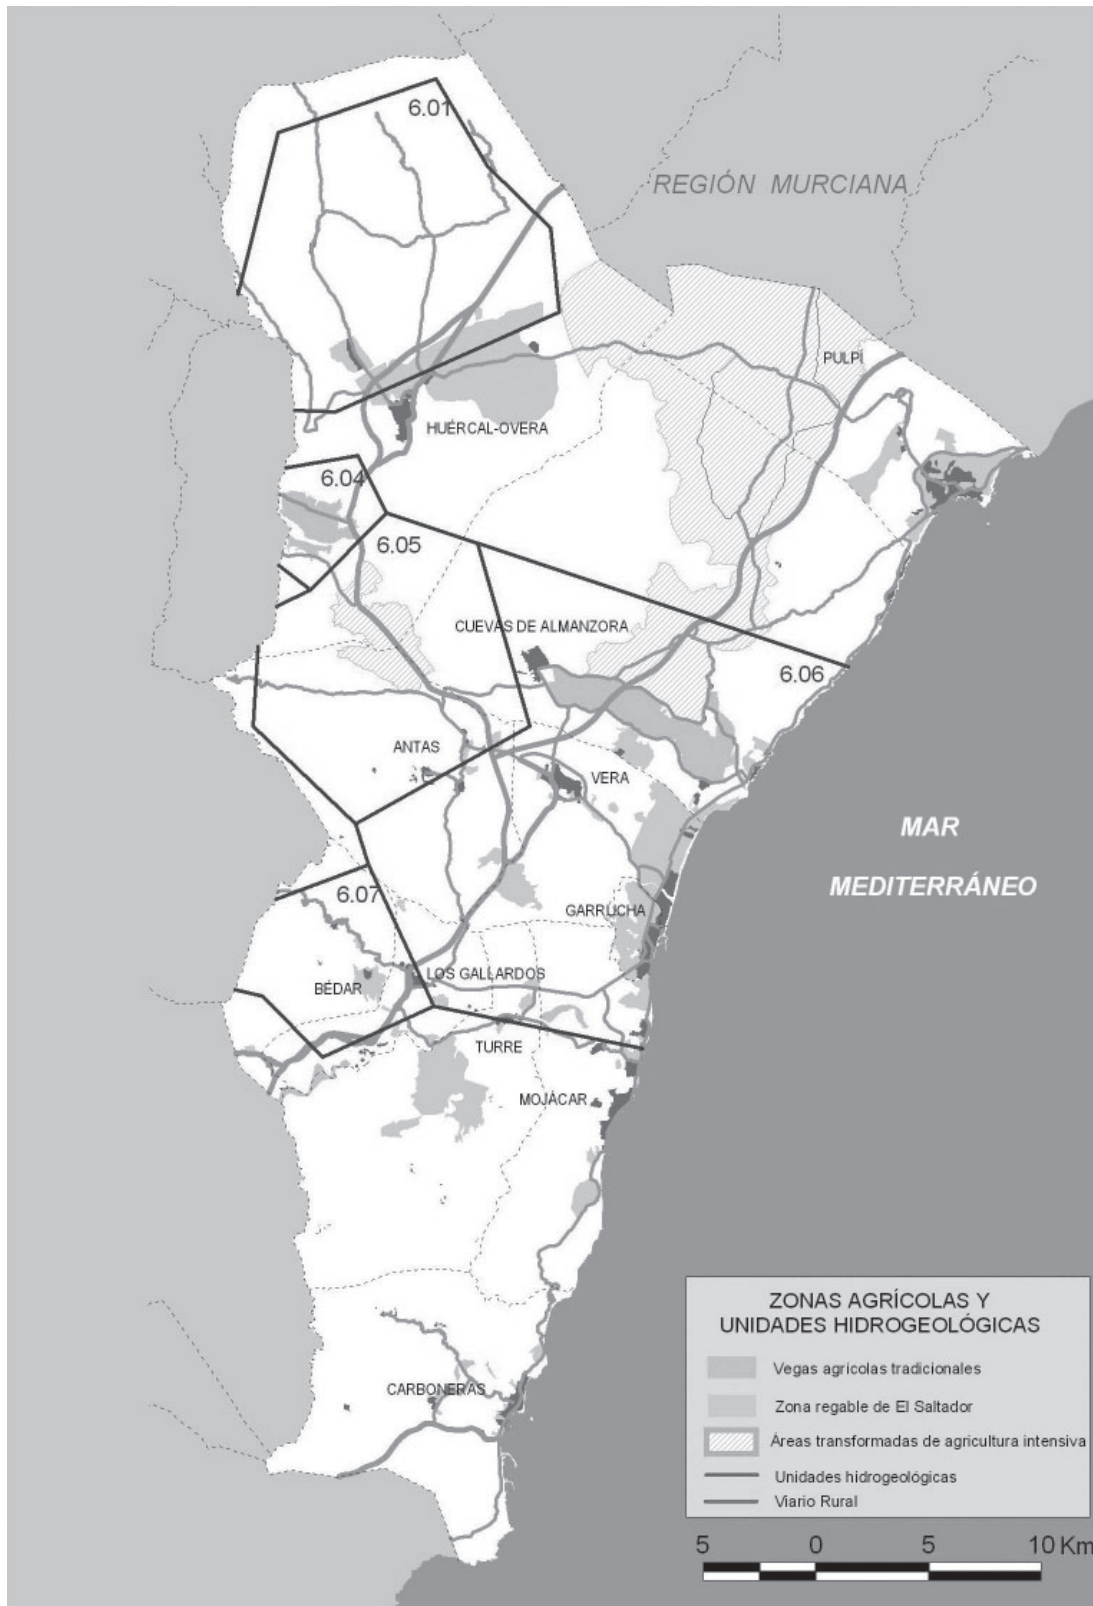 6.01
REGIÓN MURCIANA
PULPÍ
HUÉRCAL-OVERA
6.04
6.05
CUEVAS DE ALMANZORA
6.06
ANTAS
VERA
MAR
MEDITERRÁNEO
6.07
GARRUCHA
LOS GALLARDOS
BÉDAR
TURRE
MOJÁCAR
CARBONERAS
ZONAS AGRÍCOLAS Y
UNIDADES HIDROGEOLÓGICAS
Vegas agrícolas tradicionales
Zona regable de El Saltador
Áreas transformadas de agricultura intensiva
Unidades hidrogeológicas
Viario Rural
5 0 5 10 Km